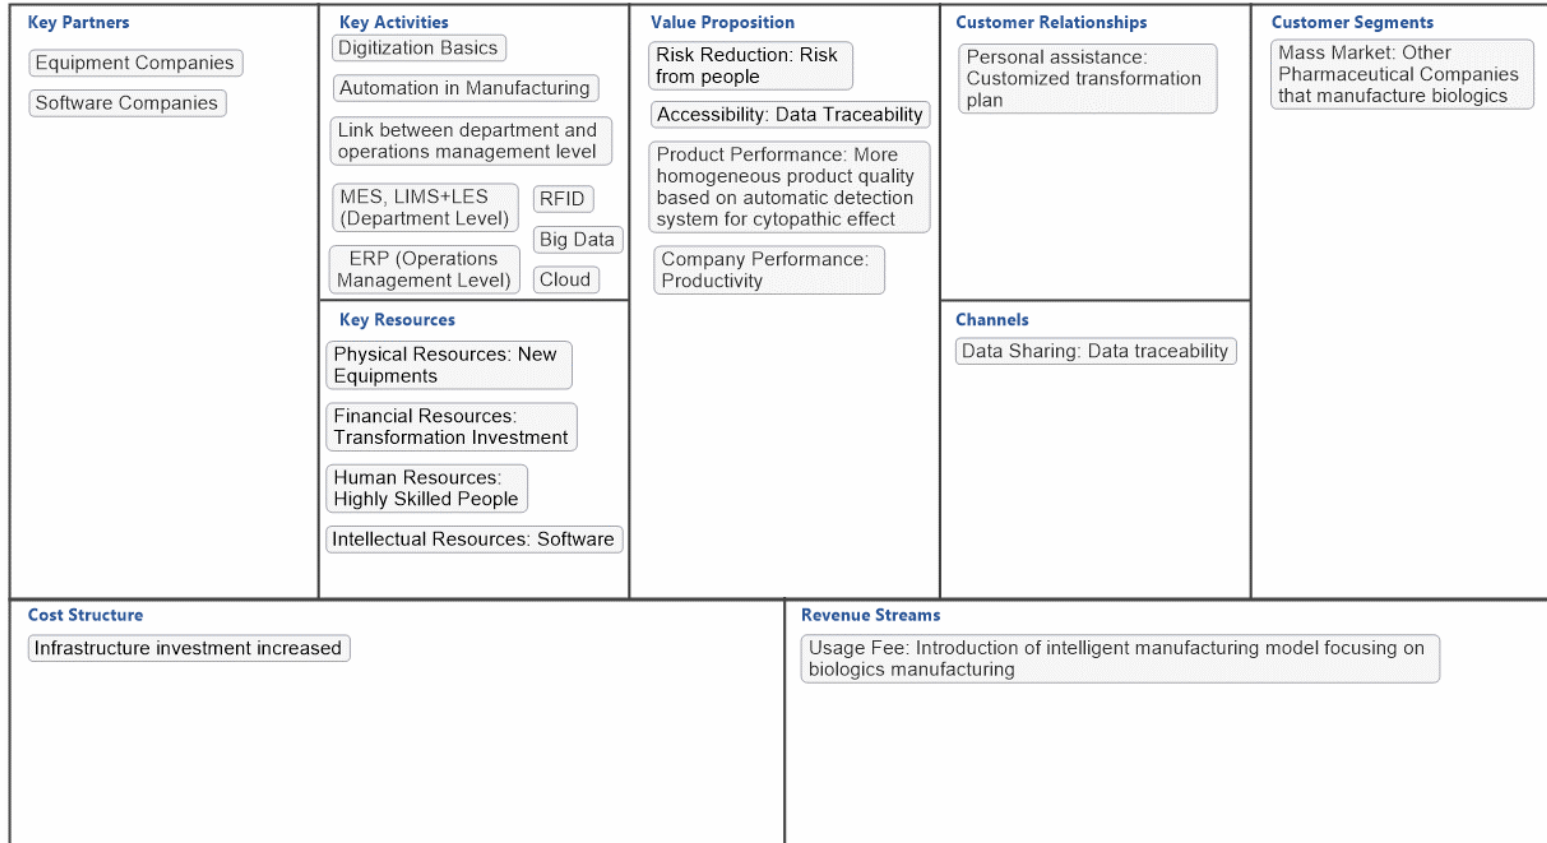 Key Partners
Equipment Companies
Software Companies
Key Activities
Digitization Basics
Automation in Manufacturing
Link between department and
operations management level
MES, LIMS+LES
(Department Level)
RFID
Big Data
ERP (Operations
Management Level)
Cloud
Key Resources
Physical Resources: New
Equipments
Financial Resources:
Transformation Investment
Human Resources:
Highly Skilled People
Intellectual Resources: Software
Value Proposition
Risk Reduction: Risk
from people
Accessibility: Data Traceability
Product Performance: More
homogeneous product quality
based on automatic detection
system for cytopathic effect
Company Performance:
Productivity
Customer Relationships
Personal assistance:
Customized transformation
plan
Channels
Data Sharing: Data traceability
Customer Segments
Mass Market: Other
Pharmaceutical Companies
that manufacture biologics
Cost Structure
Infrastructure investment increased
Revenue Streams
Usage Fee: Introduction of intelligent manufacturing model focusing on
biologics manufacturing